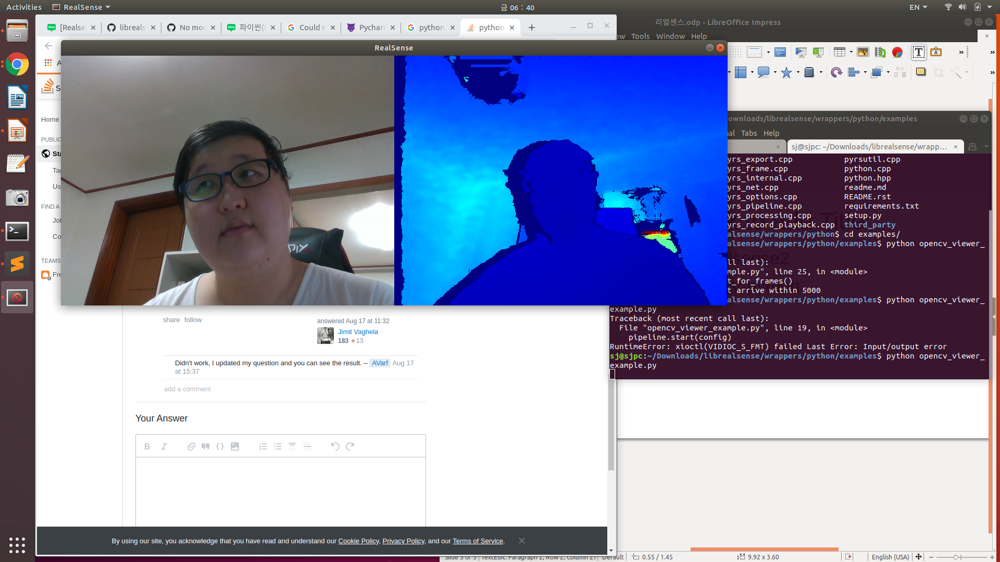 Activities
RealSense
금 06 : 40
EN
[Realse
libreals
No mod
파이썬(
Could n
Pycharm
python
python
RealSense
Home
PUBLIC
Sta
Tag
Us
FIND A
Jo
Co
TEAMS
Fre
PIX
share follow
answered Aug 17 at 11:32
Jimit Vaghela
183 13
Didn't work, I updated my question and you can see the result. – AVarf Aug 17
at 15:37
add a comment
Your Answer
By using our site, you acknowledge that you have read and understand our Cookie Policy, Privacy Policy, and our Terms of Service.
리얼센스.odp - LibreOffice Impress
ow Tools Window Help
ownloads/librealsense/wrappers/python/examples
al Tabs Help
sj@sjpc: ~/Downloads/librealsense/wrapp…
yrs_export.cpp pyrsutil.cpp
yrs_frame.cpp python.cpp
yrs_internal.cpp python.hpp
yrs_net.cpp readme.md
yrs_options.cpp README.rst
yrs_pipeline.cpp requirements.txt
yrs_processing.cpp setup.py
yrs_record_playback.cpp third_party
ealsense/wrappers/python$ cd examples/
ealsense/wrappers/python/examples$ python opencv_viewer_
ll last):
mple.py", line 25, in <module>
t_for_frames()
t arrive within 5000
ealsense/wrappers/python/examples$ python opencv_viewer_
example.py
Traceback (most recent call last):
File "opencv_viewer_example.py", line 19, in <module>
pipeline.start(config)
RuntimeError: xioctl(VIDIOC_S_FMT) failed Last Error: Input/output error
sj@sjpc:~/Downloads/librealsense/wrappers/python/examples$ python opencv_viewer_
example.py
Slide 5 of 5 TextEdit: Paragraph 2, Row 2, Column 27 Default 0.55 / 1.45 9.92 x 3.60 English (USA)